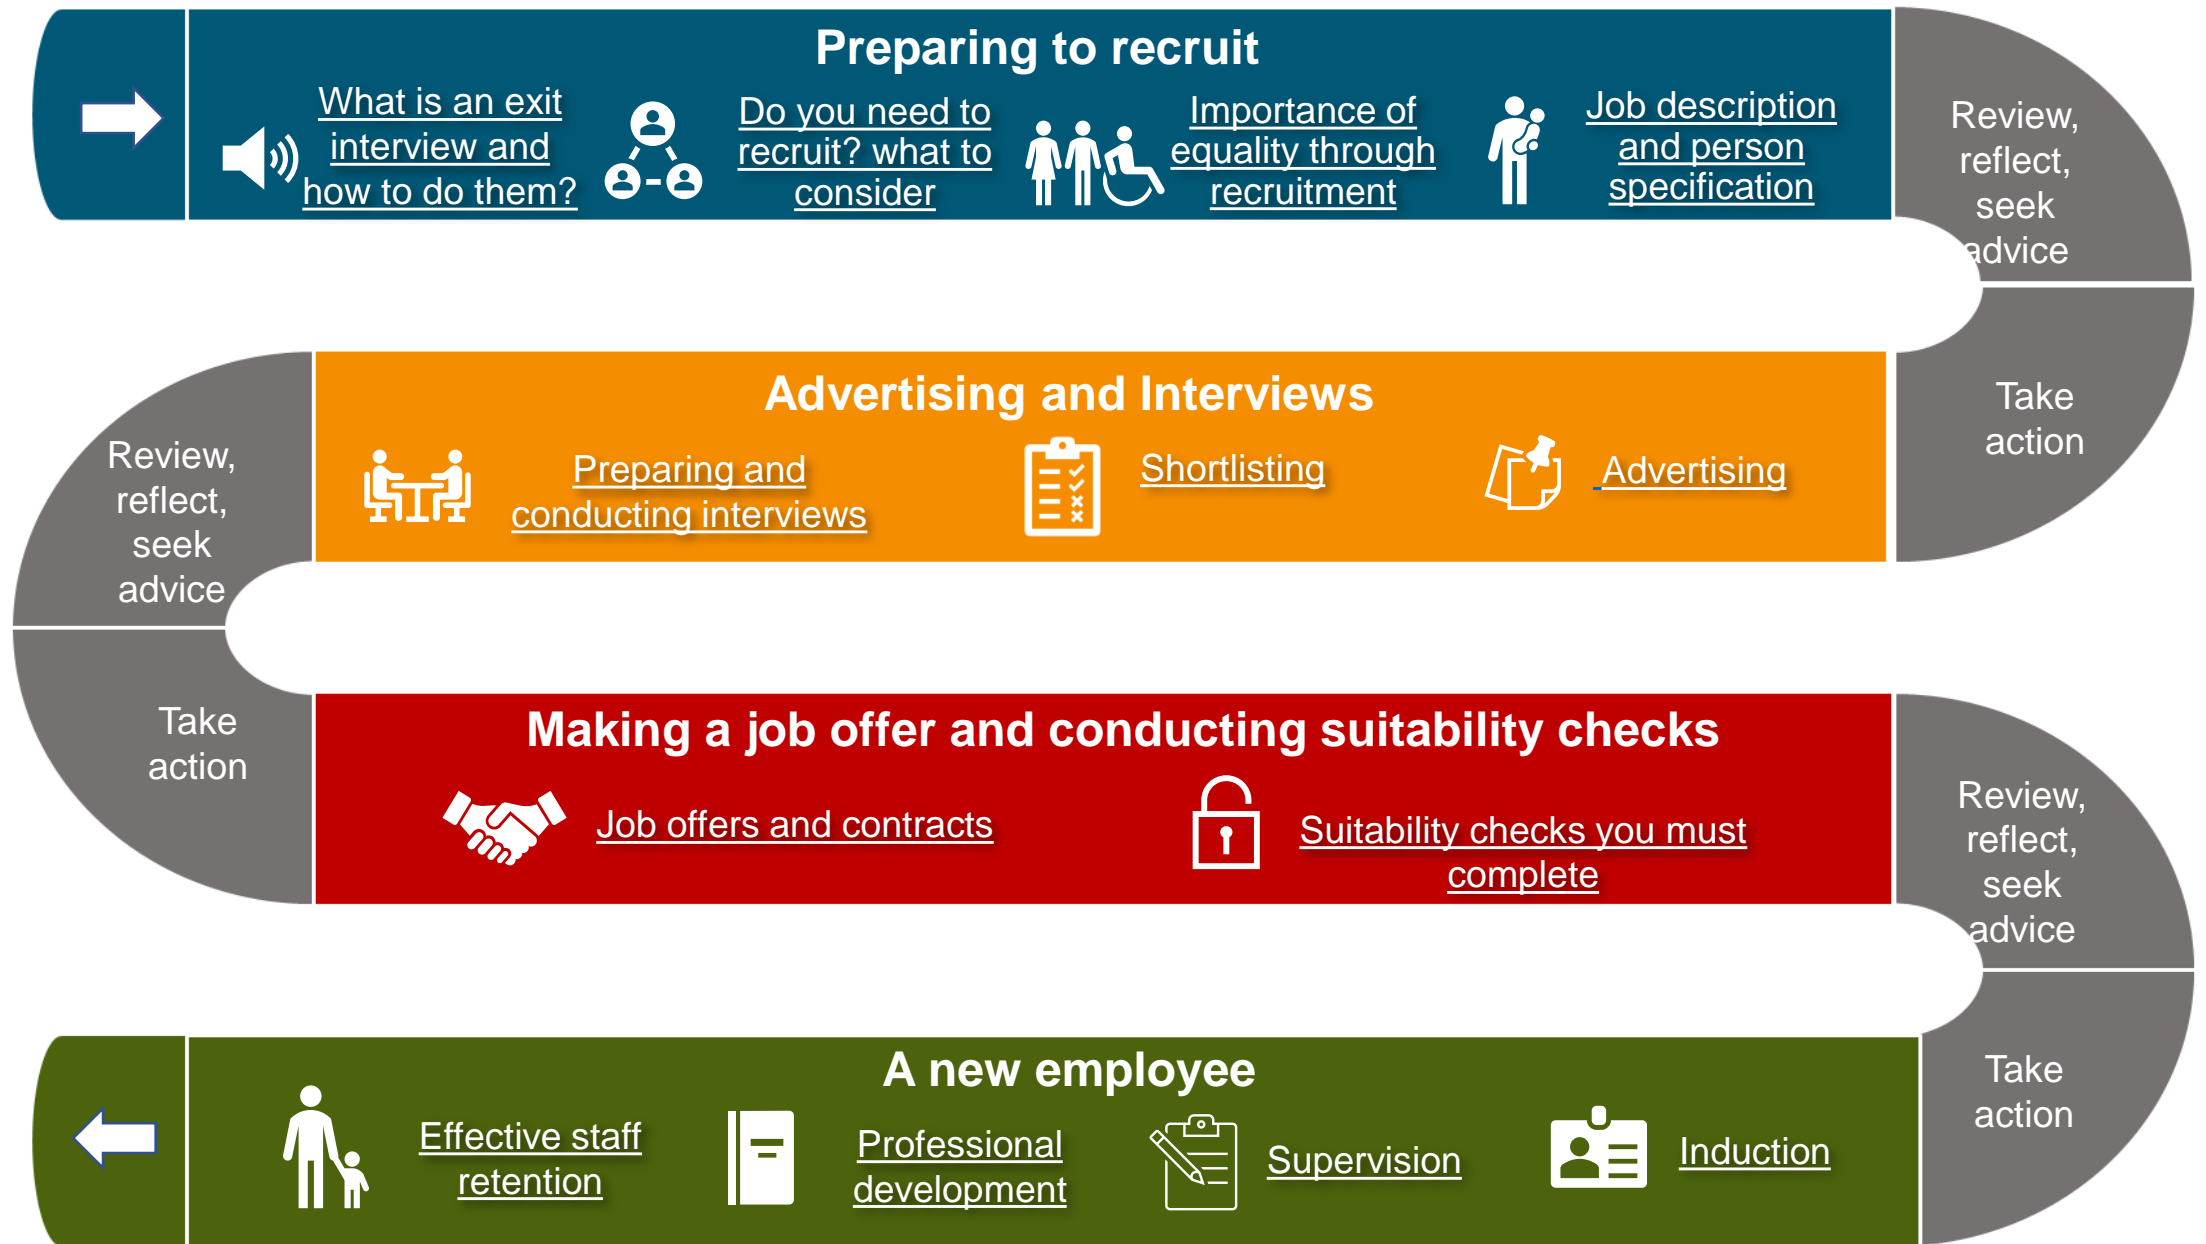 Preparing to recruit
What is an exit
interview and
how to do them?
Do you need to
recruit? what to
consider
Importance of
equality through
recruitment
Job description
and person
specification
Review,
reflect,
seek
advice
Take
action
Advertising and Interviews
Advertising
Shortlisting
Preparing and
conducting interviews
Review,
reflect,
seek
advice
Take
action
Making a job offer and conducting suitability checks
Job offers and contracts
Suitability checks you must
complete
Review,
reflect,
seek
advice
Take
action
A new employee
Induction
Supervision
Professional
development
Effective staff
retention